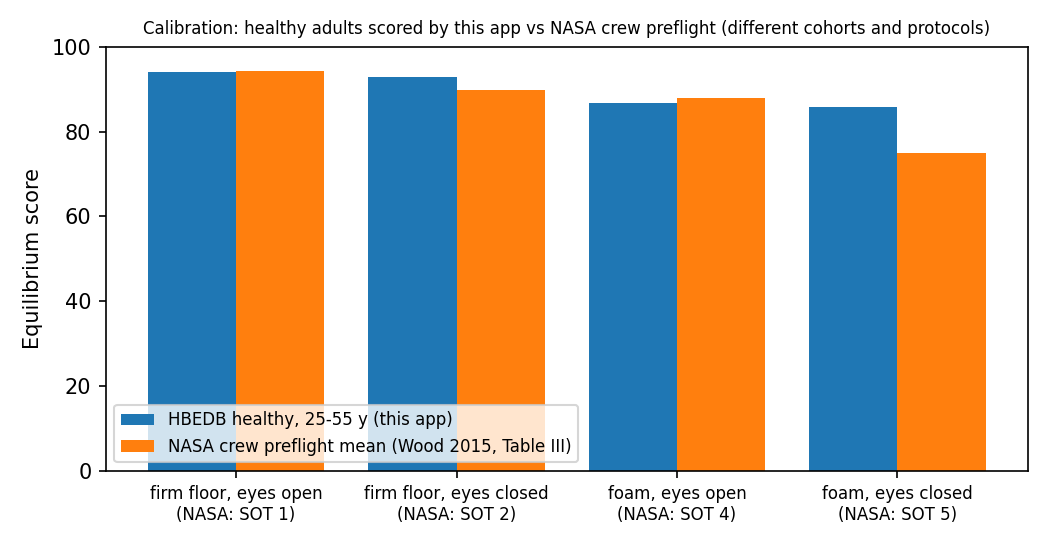 Calibration: healthy adults scored by this app vs NASA crew preflight (different cohorts and protocols)
Equilibrium score
100
80
60
40
20
0
HBEDB healthy, 25-55 y (this app)
NASA crew preflight mean (Wood 2015, Table III)
firm floor, eyes open
(NASA: SOT 1)
firm floor, eyes closed
(NASA: SOT 2)
foam, eyes open
(NASA: SOT 4)
foam, eyes closed
(NASA: SOT 5)